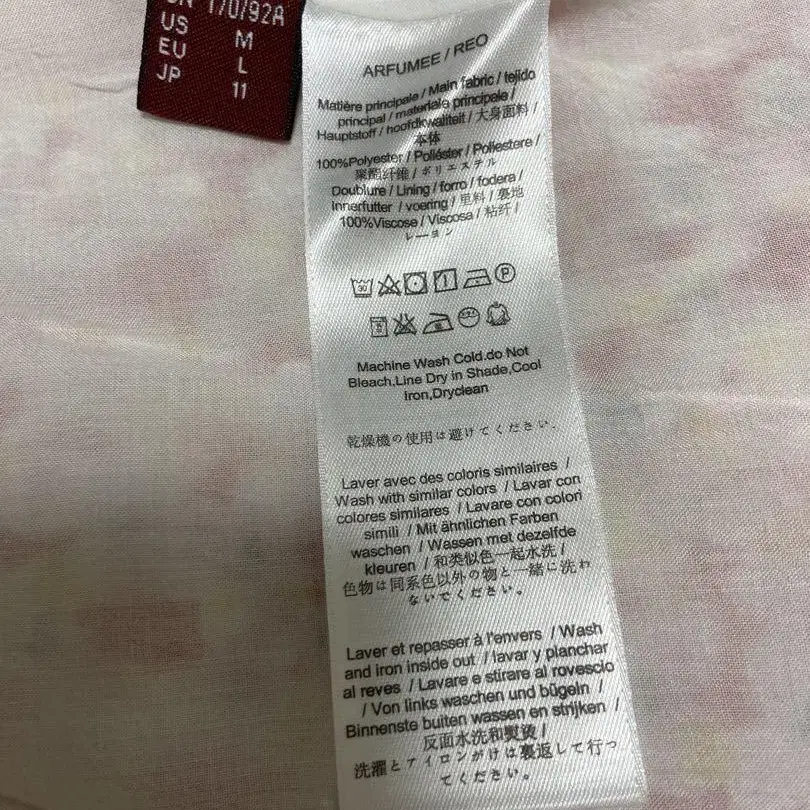 170/92A
US M
EU L
JP 11
ARFUMEE / REO
Matière principale / Main fabric / tejido
principal / materiale principale /
Hauptstoff / hoofdkwaliteit / 大身面料 /
本体
100%Polyester / Poliéster / Poliestere /
聚酯纤维 / ポリエステル
Doublure / Lining / forro / fodera /
Innerfutter / voering / 里料 / 裏地
100%Viscose / Viscosa / 粘纤 /
レーヨン
30
P
Machine Wash Cold.do Not
Bleach,Line Dry in Shade,Cool
Iron,Dryclean
乾燥機の使用は避けてください.
Laver avec des coloris similaires /
Wash with similar colors / Lavar con
colores similares / Lavare con colori
simili / Mit ähnlichen Farben
waschen / Wassen met dezelfde
kleuren / 和类似色一起水洗 /
色物は同系色以外の物と一緒に洗わ
ないでください。
Laver et repasser à l'envers / Wash
and iron inside out / lavar y planchar
al reves / Lavare e stirare al rovescio
/ Von links waschen und bügeln /
Binnenste buiten wassen en strijken /
反面水洗和熨烫 /
洗濯とアイロンがけは裏返して行っ
てください。